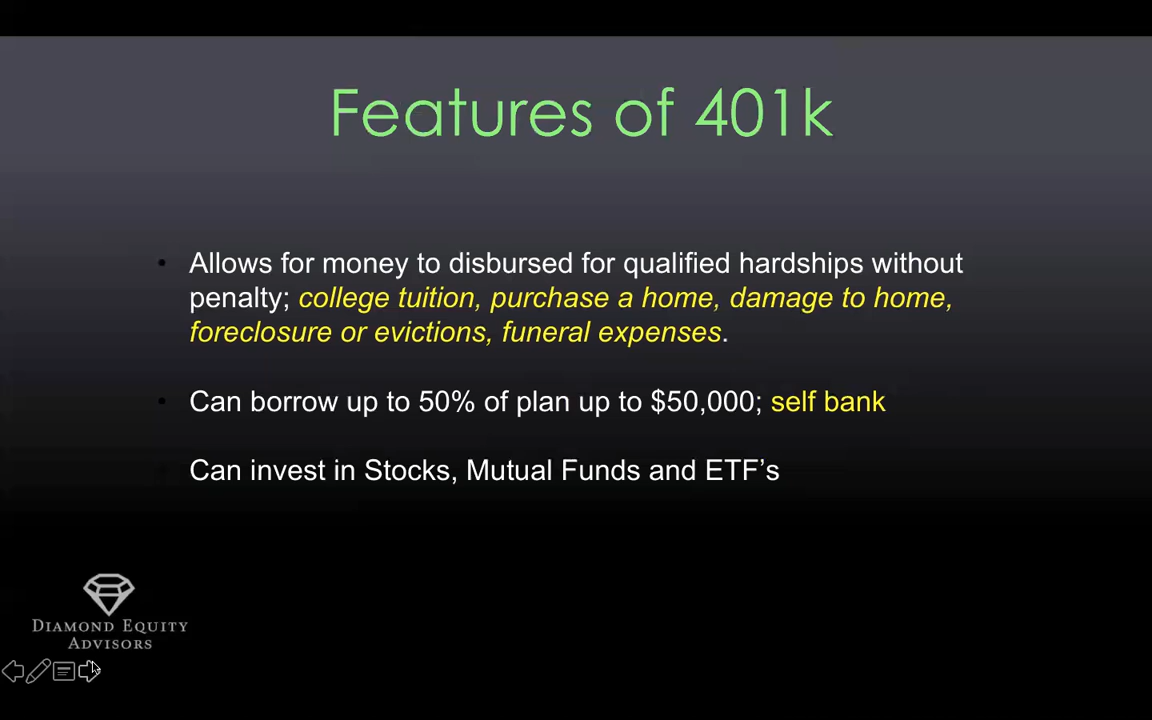 Features of 401k
• Allows for money to disbursed for qualified hardships without
penalty; college tuition, purchase a home, damage to home,
foreclosure or evictions, funeral expenses.
• Can borrow up to 50% of plan up to $50,000; self bank
Can invest in Stocks, Mutual Funds and ETF’s
DIAMOND EQUITY
ADVISORS